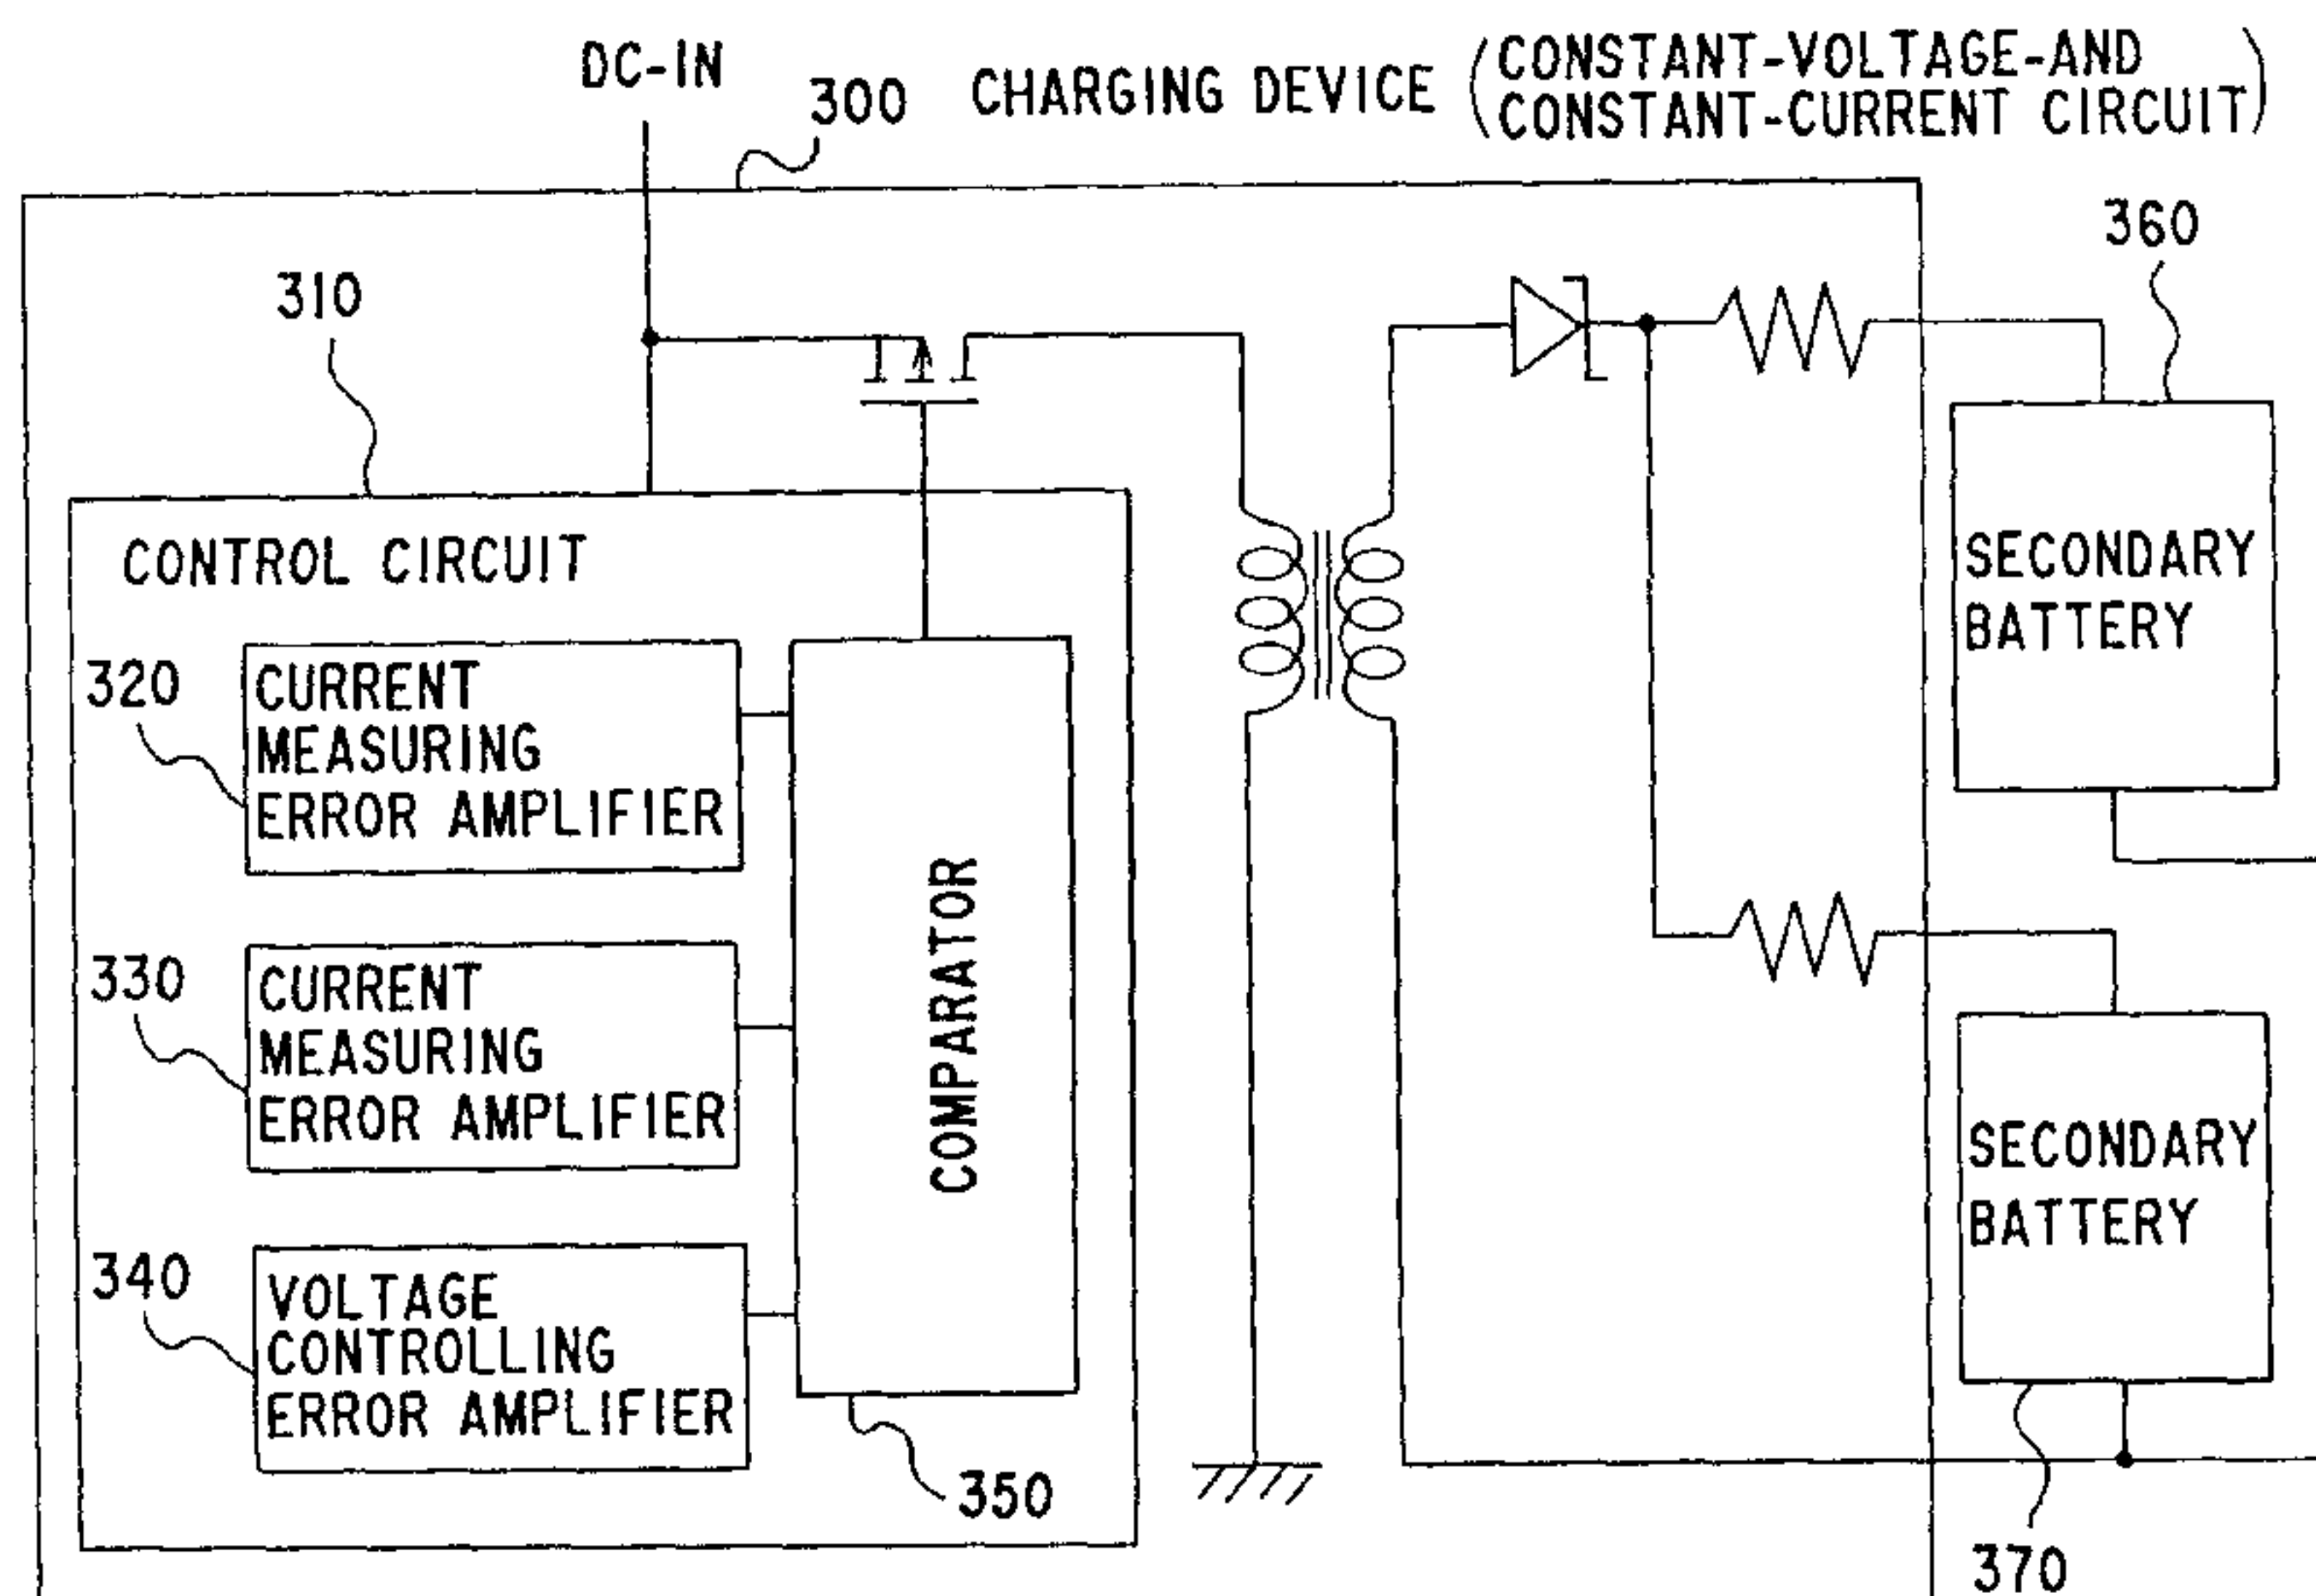 DC-IN
300
CHARGING DEVICE (CONSTANT-VOLTAGE-AND
CONSTANT-CURRENT CIRCUIT)
360
310
CONTROL CIRCUIT
SECONDARY
BATTERY
320
CURRENT
MEASURING
ERROR AMPLIFIER
COMPARATOR
330
CURRENT
MEASURING
ERROR AMPLIFIER
SECONDARY
BATTERY
340
VOLTAGE
CONTROLLING
ERROR AMPLIFIER
350
370